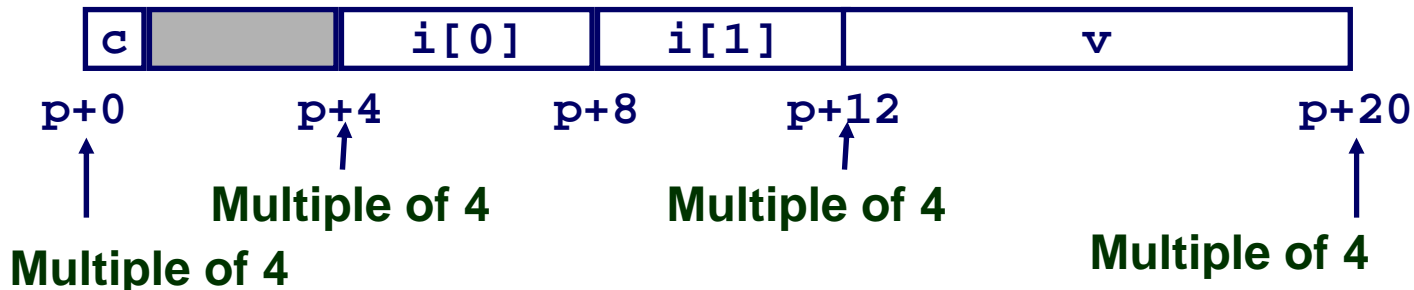 c i[0] i[1] v
p+0 p+4 p+8 p+12 p+20
Multiple of 4 Multiple of 4
Multiple of 4 Multiple of 4